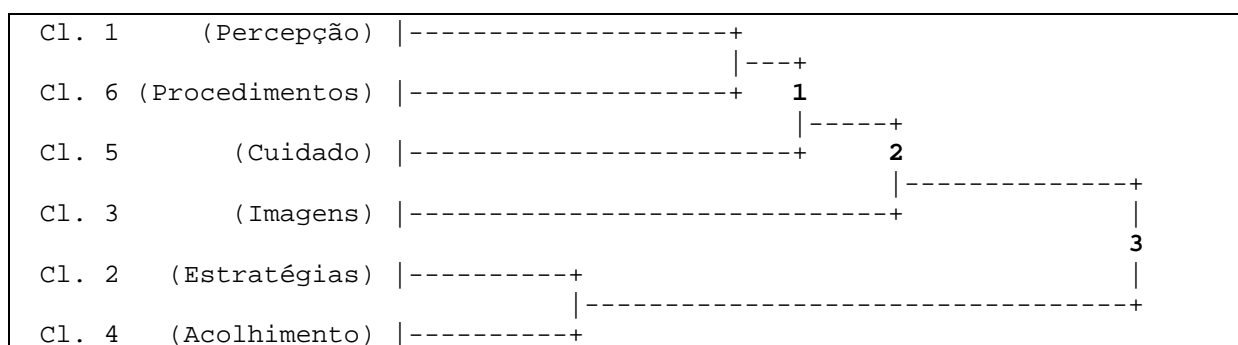 Cl. 1 (Percepção) |--------------------+
|---+
Cl. 6 (Procedimentos) |--------------------+ 1
|-----+
Cl. 5 (Cuidado) |------------------------+ 2
|--------------+
Cl. 3 (Imagens) |------------------------------+ |
3
Cl. 2 (Estratégias) |----------+ |
|----------------------------------+
Cl. 4 (Acolhimento) |----------+